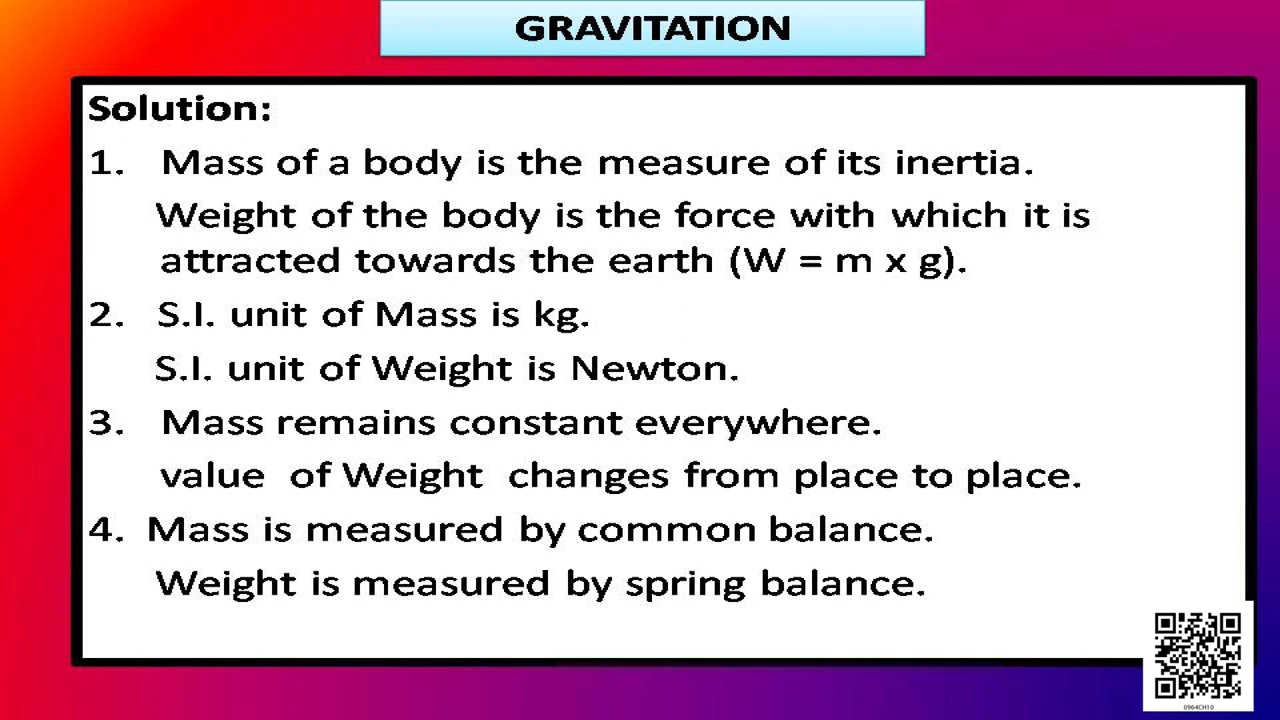 GRAVITATION
Solution:
1. Mass of a body is the measure of its inertia.
Weight of the body is the force with which it is
attracted towards the earth (W = m x g).
2. S.I. unit of Mass is kg.
S.I. unit of Weight is Newton.
3. Mass remains constant everywhere.
value of Weight changes from place to place.
4. Mass is measured by common balance.
Weight is measured by spring balance.
0964CH10